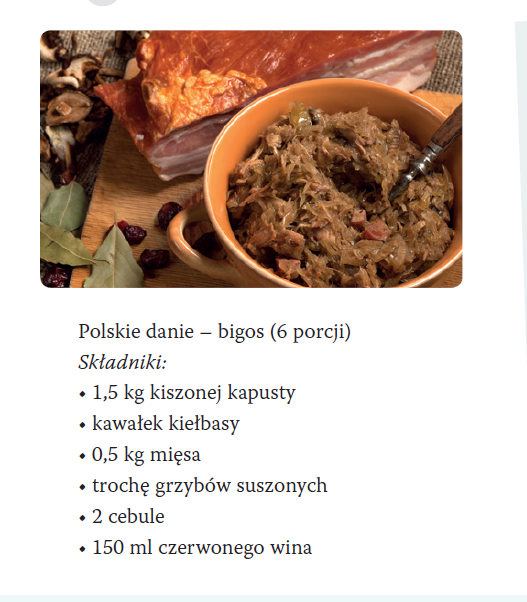 Polskie danie – bigos (6 porcji)
Składniki:
• 1,5 kg kiszonej kapusty
• kawałek kiełbasy
• 0,5 kg mięsa
• trochę grzybów suszonych
• 2 cebule
• 150 ml czerwonego wina